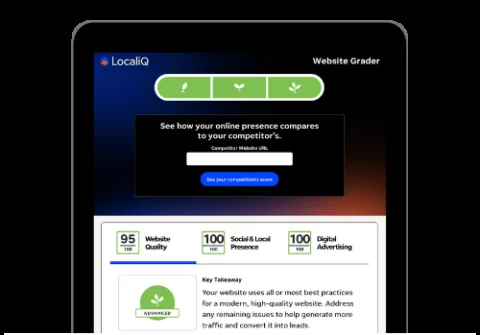 LocaliQ
Website Grader
See how your online presence compares
to your competitor's.
Competitor Website URL
See your competition's score
95
100
Website
Quality
100
100
Social & Local
Presence
100
100
Digital
Advertising
ADVANCED
Key Takeaway
Your website uses all or most best practices
for a modern, high-quality website. Address
any remaining issues to help generate more
traffic and convert it into leads.